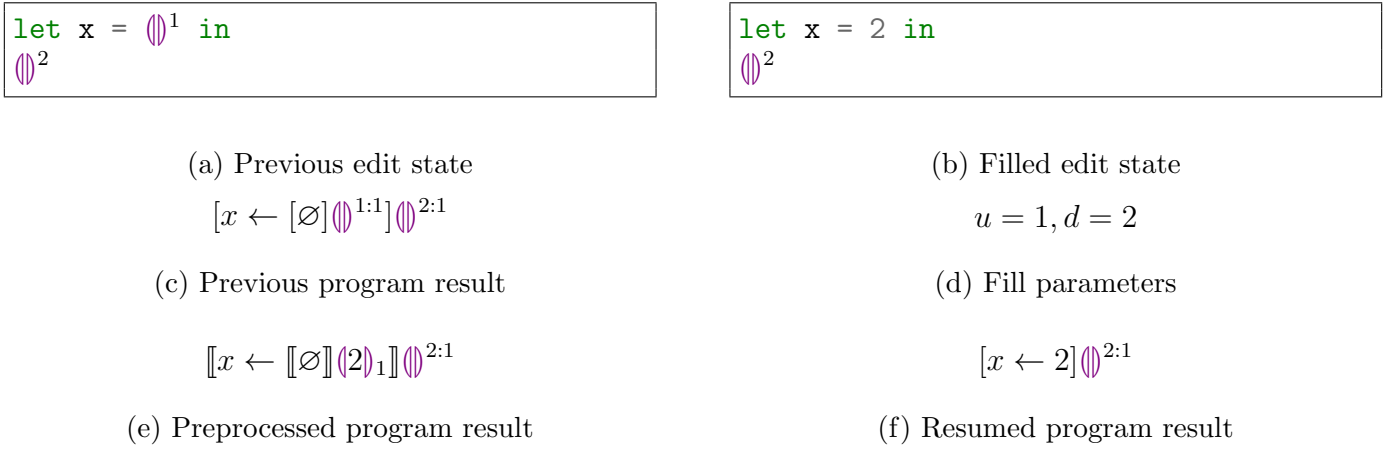 let x = ⦇⦈¹ in
⦇⦈²
let x = 2 in
⦇⦈²
(a) Previous edit state
(b) Filled edit state
[x ← [∅]⦇⦈^{1:1}]⦇⦈^{2:1}
u = 1, d = 2
(c) Previous program result
(d) Fill parameters
⟦x ← ⟦∅⟧⦇2⦈₁⟧⦇⦈^{2:1}
[x ← 2]⦇⦈^{2:1}
(e) Preprocessed program result
(f) Resumed program result